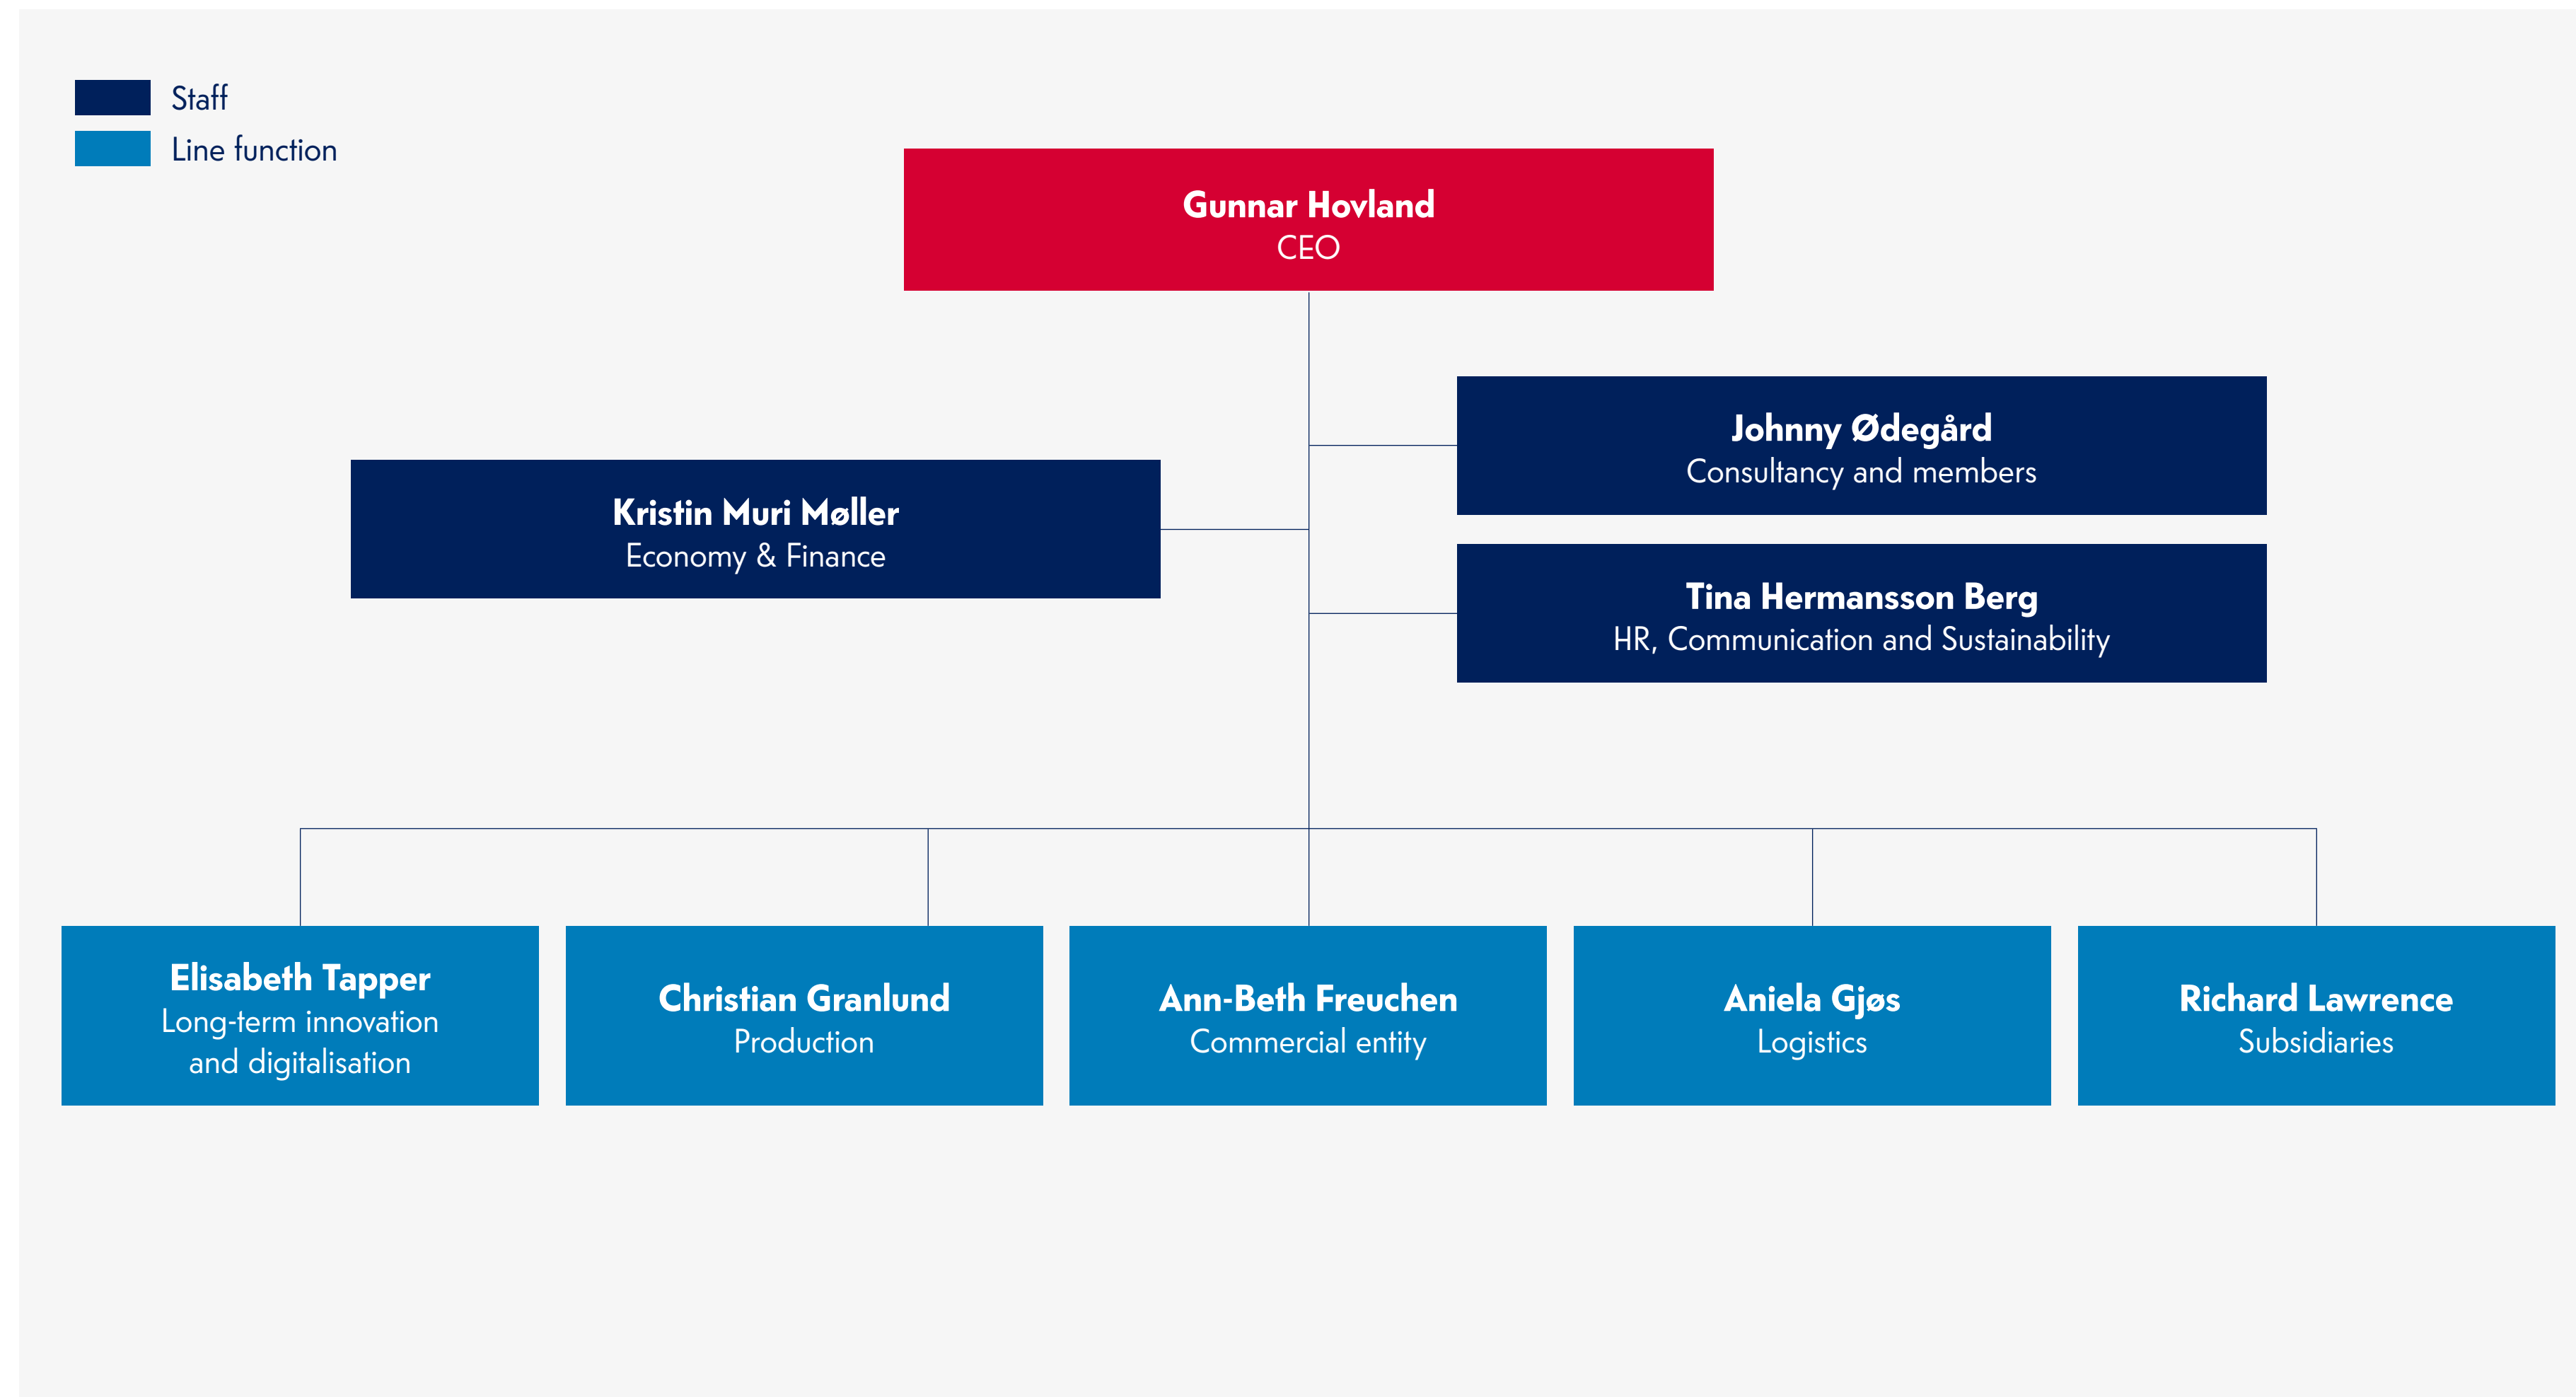 Staff
Line function
Gunnar Hovland
CEO
Johnny Ødegård
Consultancy and members
Kristin Muri Møller
Economy & Finance
Tina Hermansson Berg
HR, Communication and Sustainability
Elisabeth Tapper
Long-term innovation
and digitalisation
Christian Granlund
Production
Ann-Beth Freuchen
Commercial entity
Aniela Gjøs
Logistics
Richard Lawrence
Subsidiaries